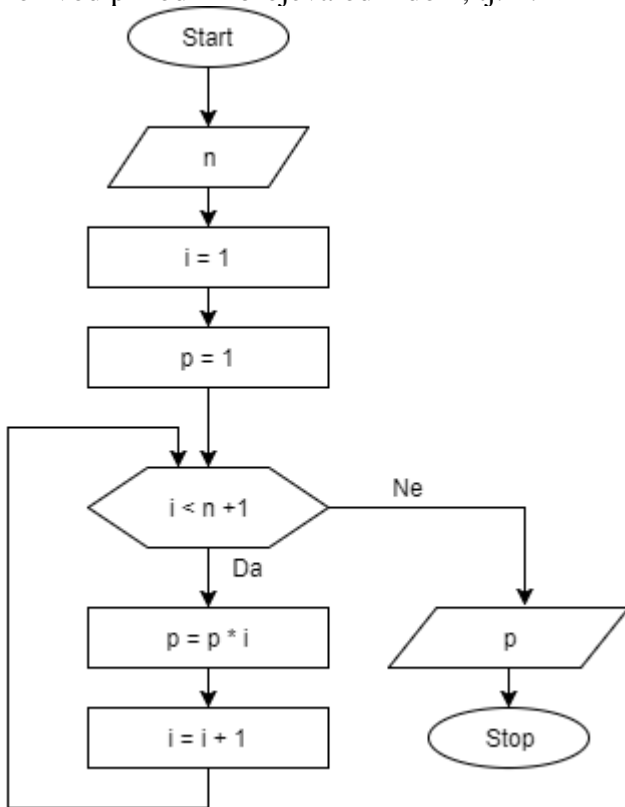 Start
n
i = 1
p = 1
i < n +1
Ne
Da
p = p * i
p
i = i + 1
Stop